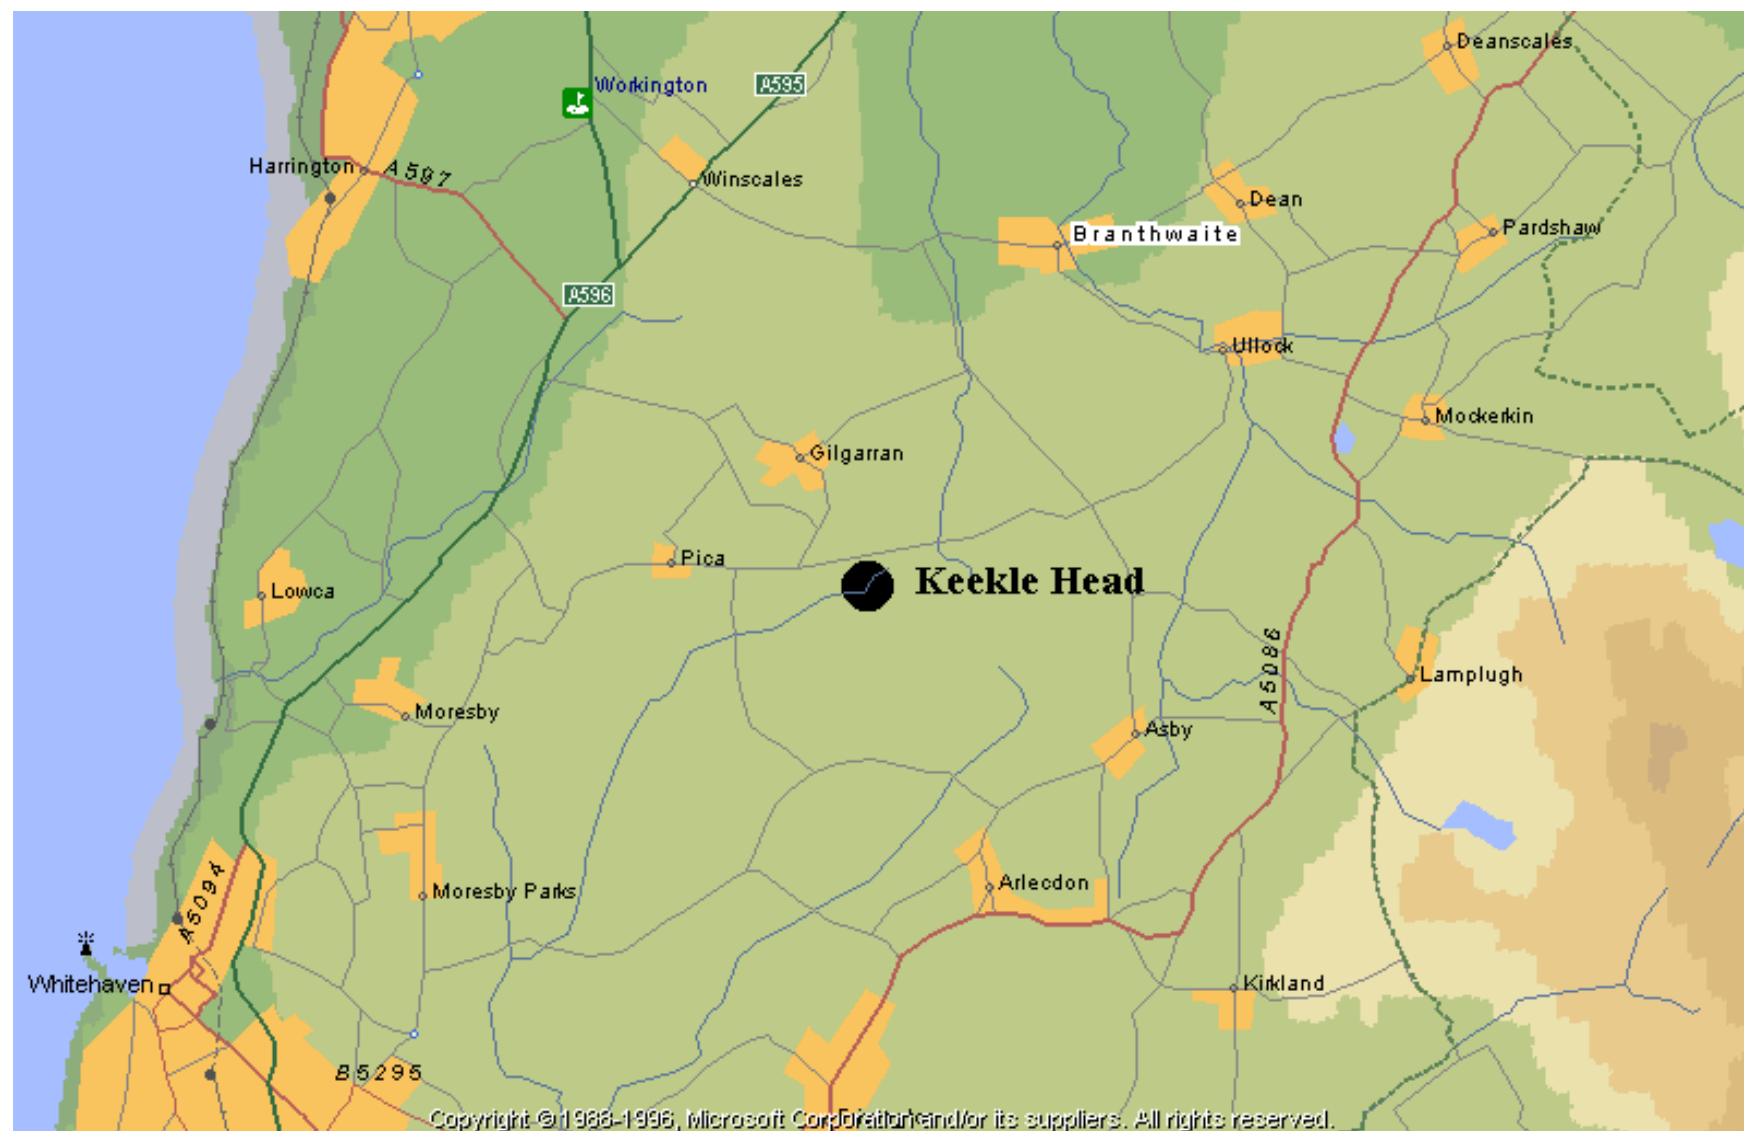 Deanscales
Workington
A595
Harrington
A597
Winscales
Dean
Branthwaite
Pardshaw
A596
Ullock
Mockerkin
Gilgarran
Pica
Keekle Head
Lowca
A5086
Lamplugh
Moresby
Asby
Arlecdon
Moresby Parks
A5094
Whitehaven
Kirkland
B5295
Copyright © 1988-1996, Microsoft Corporation and/or its suppliers. All rights reserved.